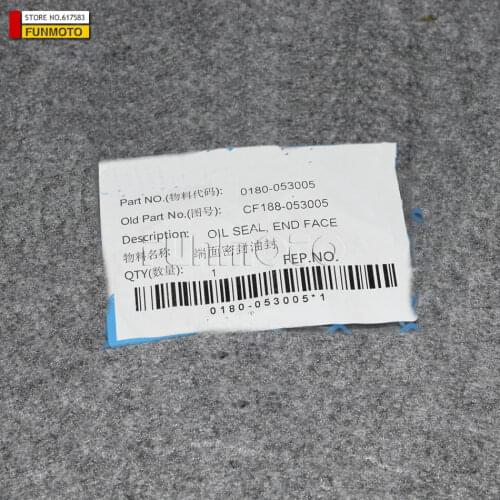 STORE NO.:617583
FUNMOTO
Part NO.(物料代码): 0180-053005
Old Part No.(图号): CF188-053005
Description: OIL SEAL, END FACE
物料名称 端面密封油封
FUNMOTO
QTY(数量): 1 FEP.NO.
0180-053005*1